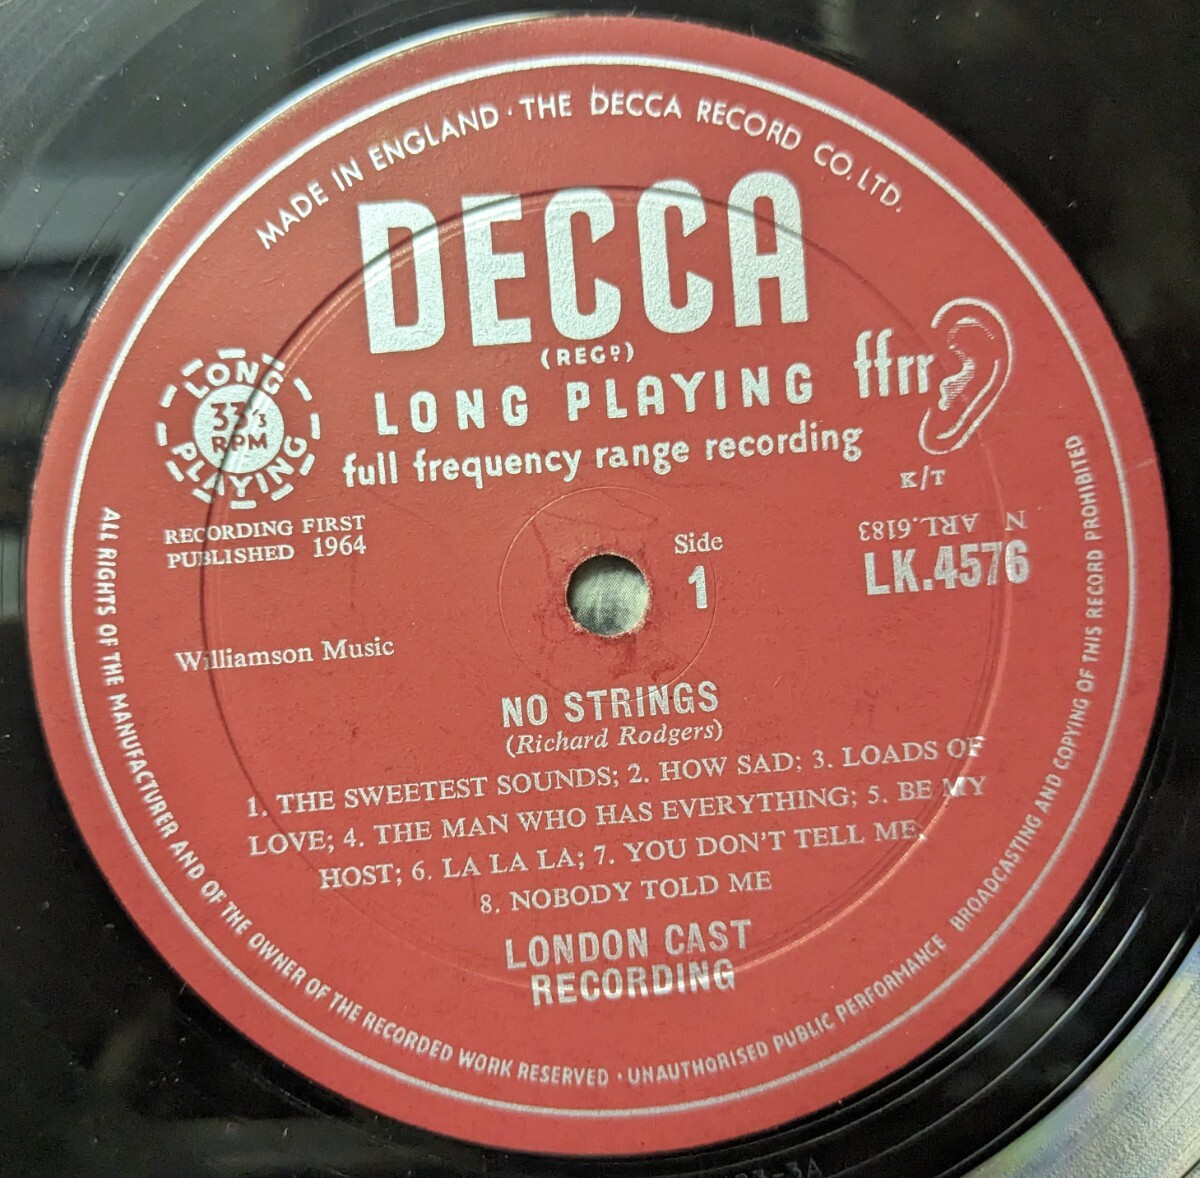 MADE IN ENGLAND · THE DECCA RECORD CO. LTD.
DECCA
(REGD)
LONG PLAYING
ffrr
full frequency range recording
LONG
33⅓
RPM
PLAYING
K/T
RECORDING FIRST
PUBLISHED 1964
Side
1
N ARL.6183
LK.4576
Williamson Music
NO STRINGS
(Richard Rodgers)
1. THE SWEETEST SOUNDS; 2. HOW SAD; 3. LOADS OF
LOVE; 4. THE MAN WHO HAS EVERYTHING; 5. BE MY
HOST; 6. LA LA LA; 7. YOU DON'T TELL ME;
8. NOBODY TOLD ME
LONDON CAST
RECORDING
ALL RIGHTS OF THE MANUFACTURER AND OF THE OWNER OF THE RECORDED WORK RESERVED · UNAUTHORISED PUBLIC PERFORMANCE BROADCASTING AND COPYING OF THIS RECORD PROHIBITED